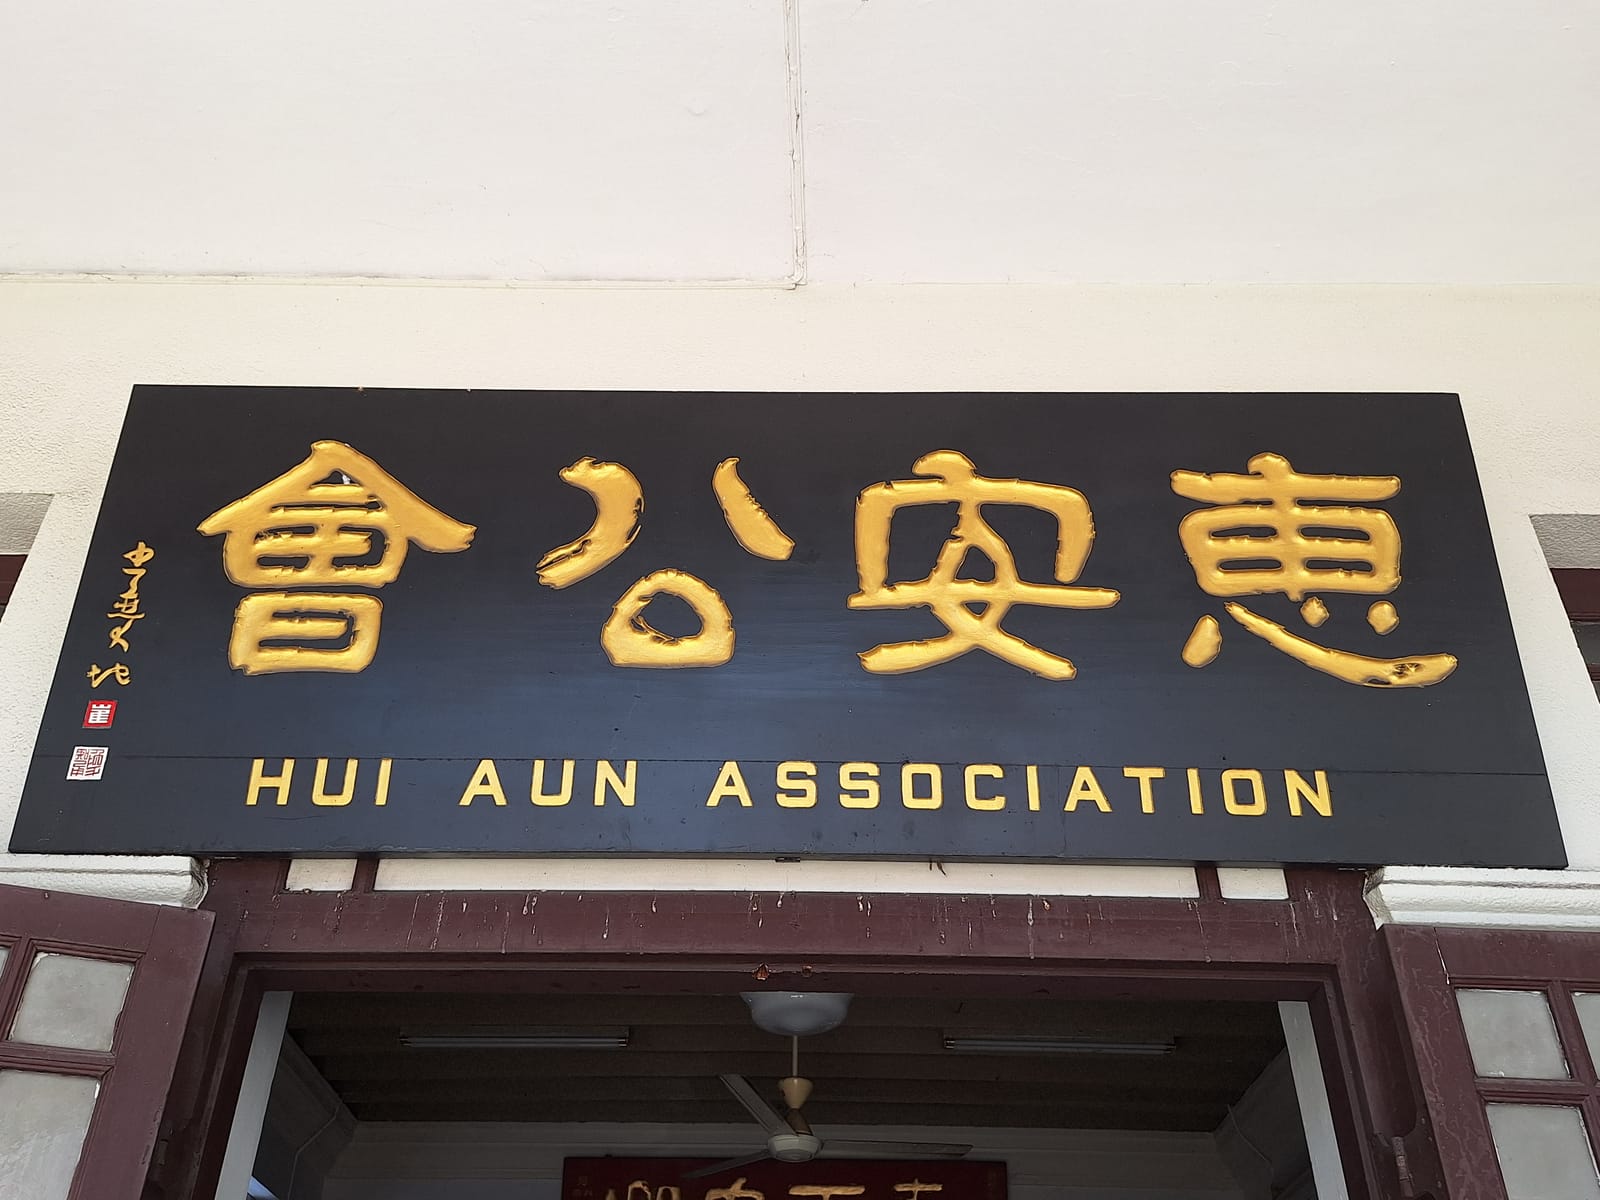 惠安公會
HUI AUN ASSOCIATION